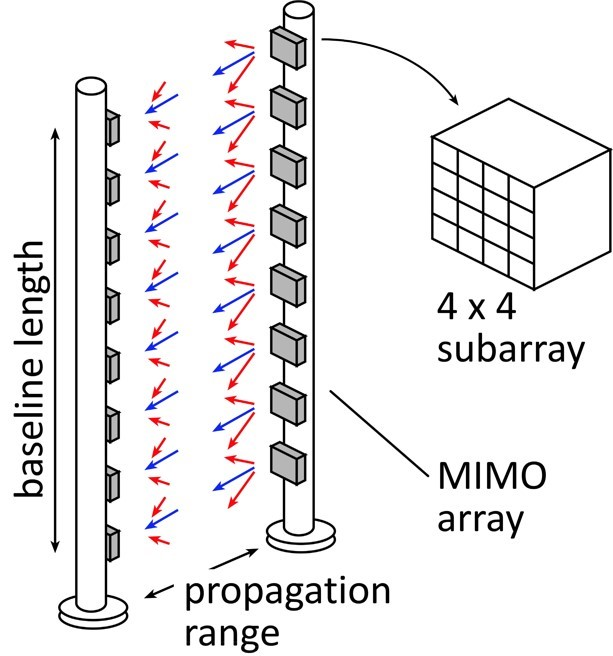 baseline length
4 x 4
subarray
MIMO
array
propagation
range